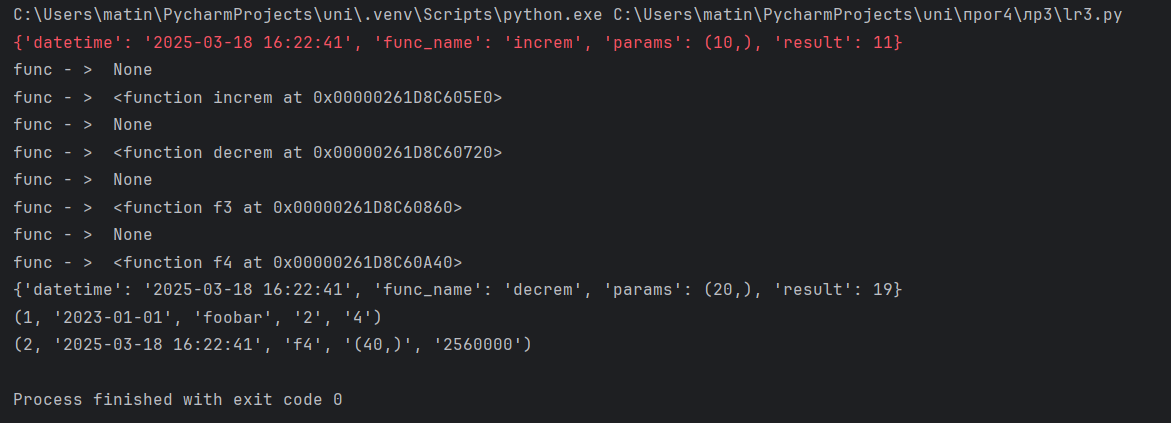 C:\Users\matin\PycharmProjects\uni\.venv\Scripts\python.exe C:\Users\matin\PycharmProjects\uni\прог4\лр3\lr3.py
{'datetime': '2025-03-18 16:22:41', 'func_name': 'increm', 'params': (10,), 'result': 11}
func - >  None
func - >  <function increm at 0x00000261D8C605E0>
func - >  None
func - >  <function decrem at 0x00000261D8C60720>
func - >  None
func - >  <function f3 at 0x00000261D8C60860>
func - >  None
func - >  <function f4 at 0x00000261D8C60A40>
{'datetime': '2025-03-18 16:22:41', 'func_name': 'decrem', 'params': (20,), 'result': 19}
(1, '2023-01-01', 'foobar', '2', '4')
(2, '2025-03-18 16:22:41', 'f4', '(40,)', '2560000')
Process finished with exit code 0